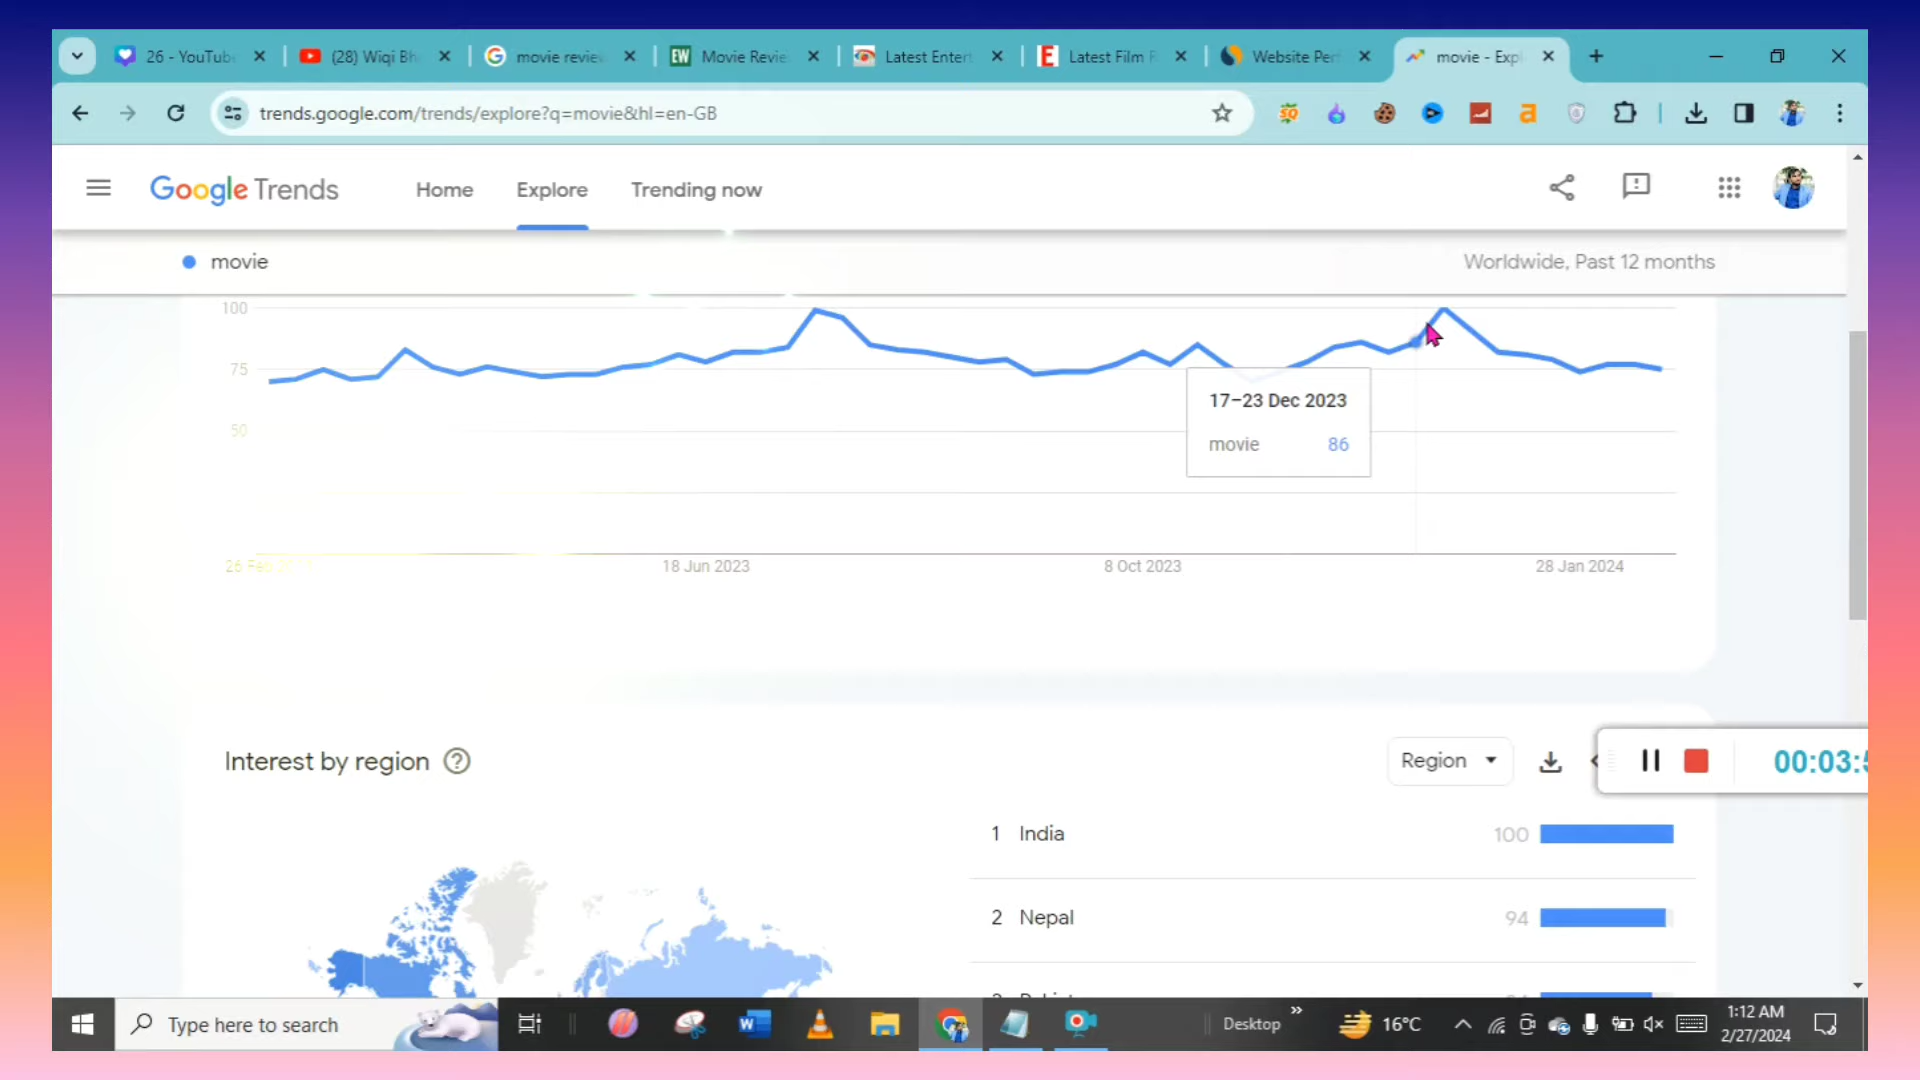 26 - YouTub
(28) Wiqi Bh
movie review
Movie Revie
Latest Entert
Latest Film R
Website Perf
movie - Expl
trends.google.com/trends/explore?q=movie&hl=en-GB
Google Trends
Home
Explore
Trending now
movie
Worldwide, Past 12 months
100
75
50
17–23 Dec 2023
movie 86
26 Feb
18 Jun 2023
8 Oct 2023
28 Jan 2024
Interest by region
Region
00:03:5
1 India 100
2 Nepal 94
Type here to search
Desktop
16°C
1:12 AM
2/27/2024